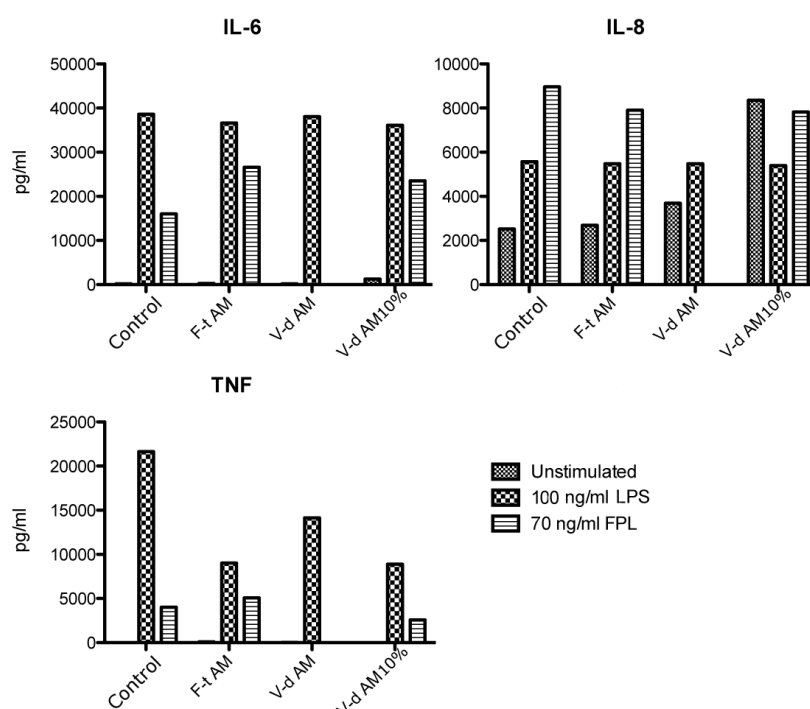 IL-6
pg/ml
50000
40000
30000
20000
10000
0
Control
F-t AM
V-d AM
V-d AM10%
IL-8
10000
8000
6000
4000
2000
0
Control
F-t AM
V-d AM
V-d AM10%
TNF
pg/ml
25000
20000
15000
10000
5000
0
Control
F-t AM
V-d AM
V-d AM10%
Unstimulated
100 ng/ml LPS
70 ng/ml FPL